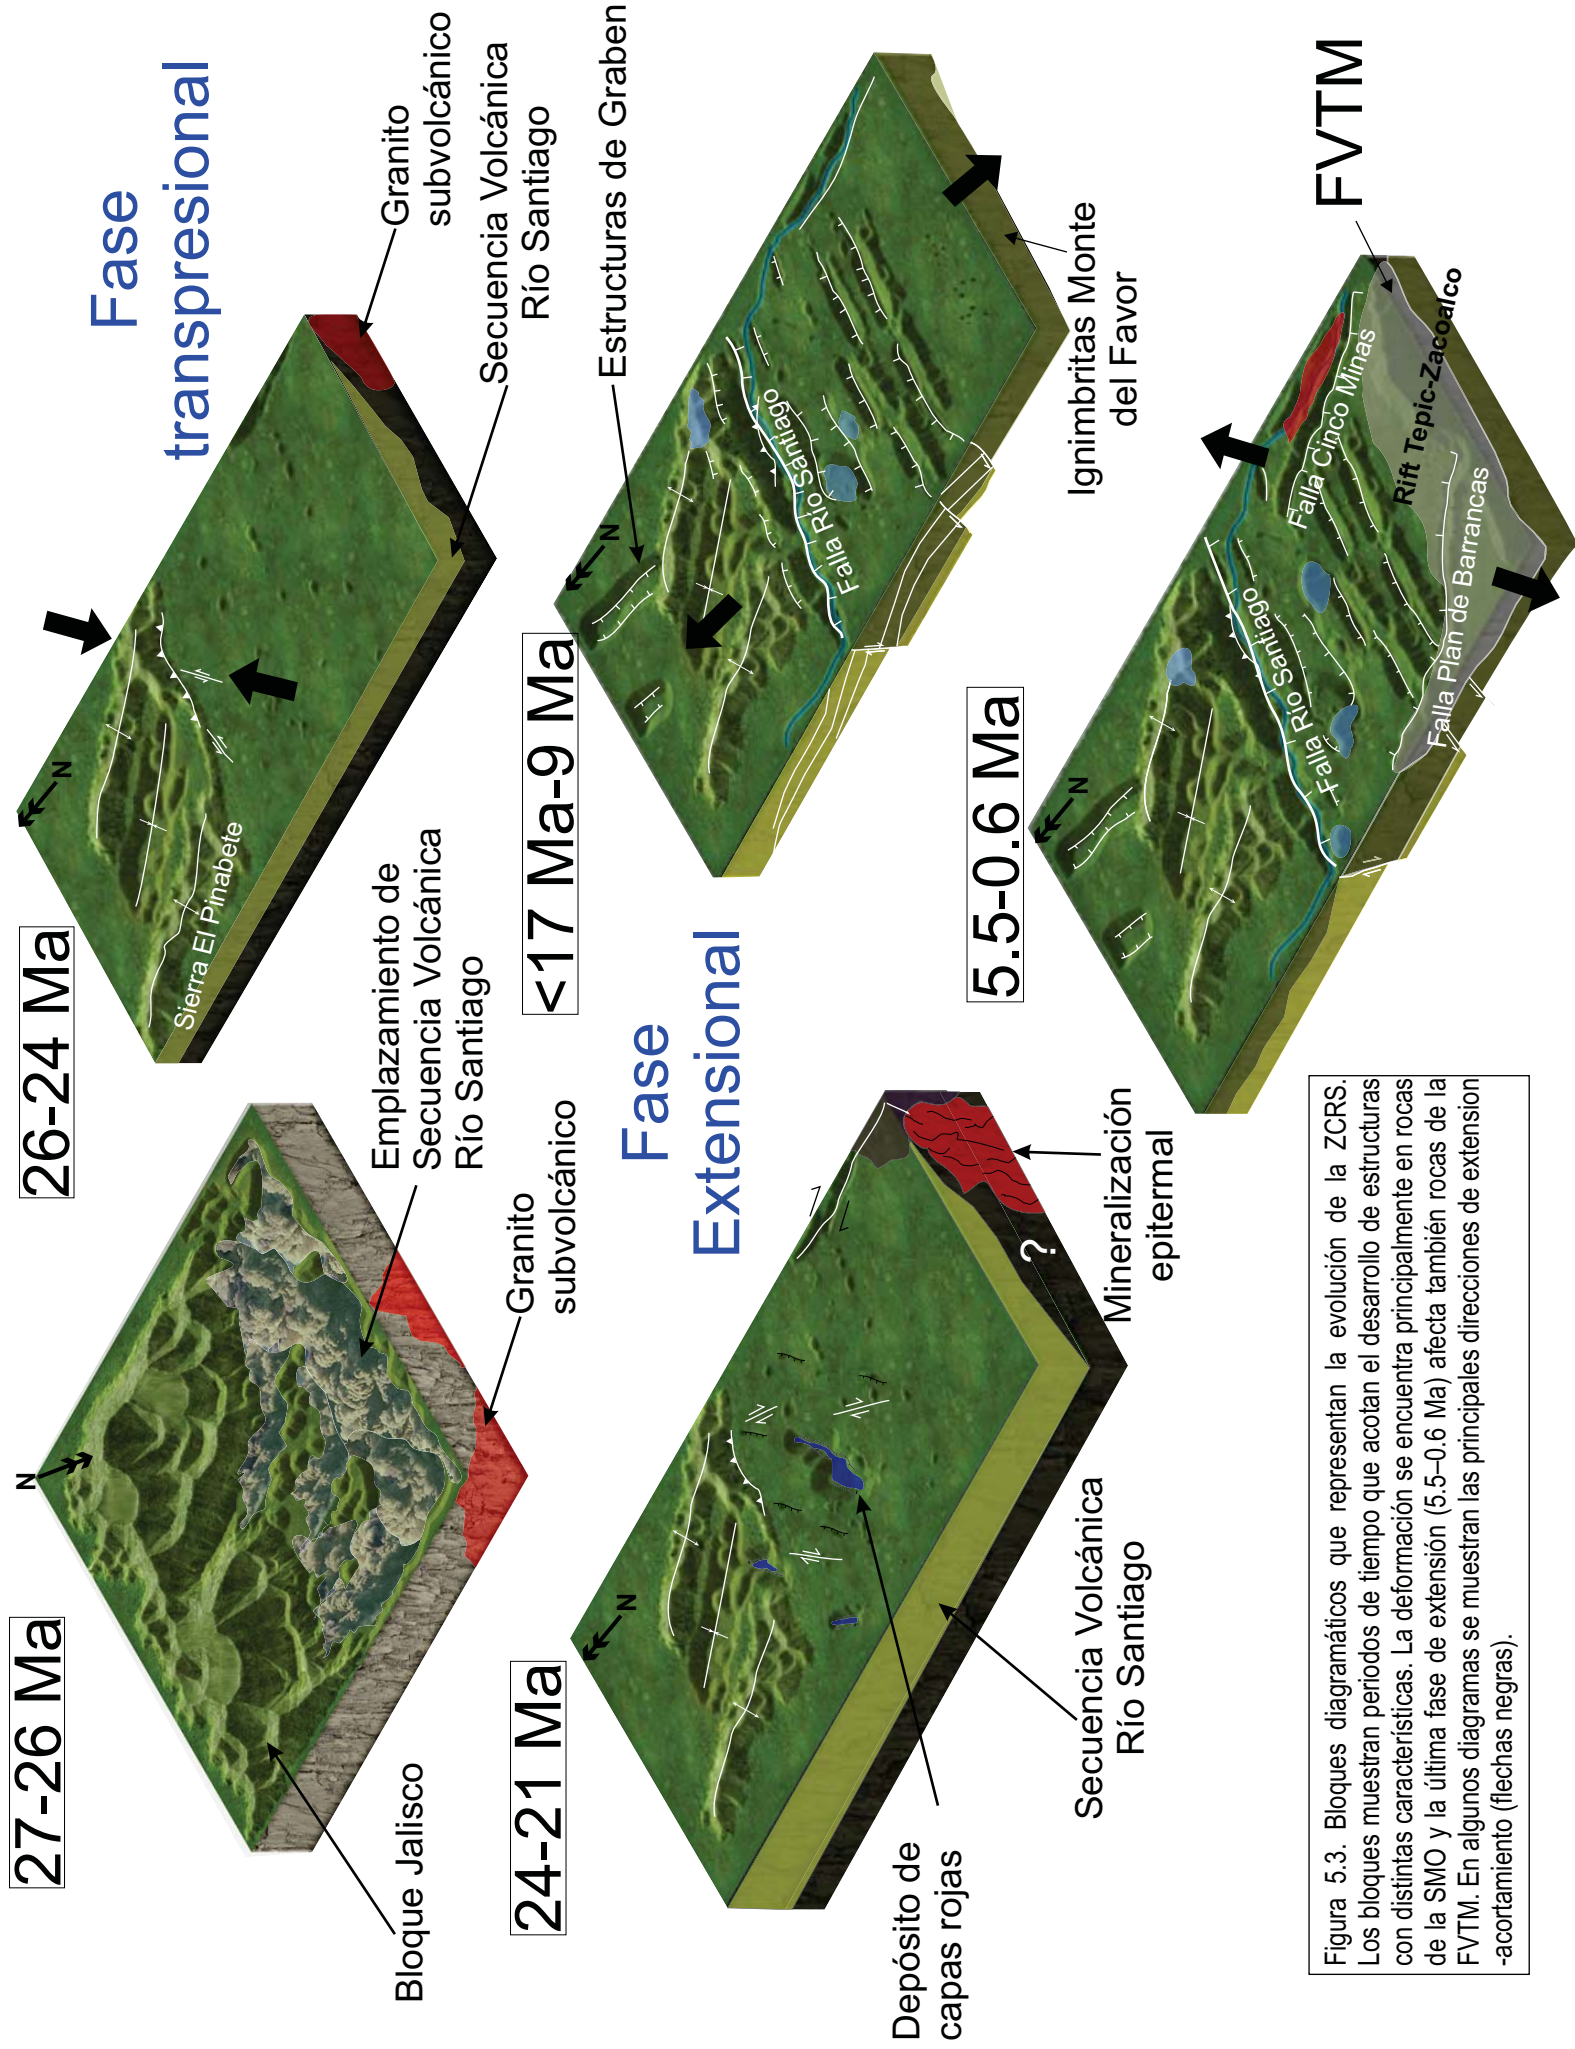 27-26 Ma
N
Bloque Jalisco
Emplazamiento de
Secuencia Volcánica
Río Santiago
Granito
subvolcánico
26-24 Ma
N
Sierra El Pinabete
Fase
transpresional
Granito
subvolcánico
Secuencia Volcánica
Río Santiago
24-21 Ma
N
?
Depósito de
capas rojas
Secuencia Volcánica
Río Santiago
Mineralización
epitermal
Fase
Extensional
<17 Ma-9 Ma
N
Estructuras de Graben
Falla Río Santiago
Ignimbritas Monte
del Favor
5.5-0.6 Ma
N
Falla Río Santiago
Falla Cinco Minas
Rift Tepic-Zacoalco
Falla Plan de Barrancas
FVTM
Figura 5.3. Bloques diagramáticos que representan la evolución de la ZCRS.
Los bloques muestran periodos de tiempo que acotan el desarrollo de estructuras
con distintas características. La deformación se encuentra principalmente en rocas
de la SMO y la última fase de extensión (5.5–0.6 Ma) afecta también rocas de la
FVTM. En algunos diagramas se muestran las principales direcciones de extension
-acortamiento (flechas negras).